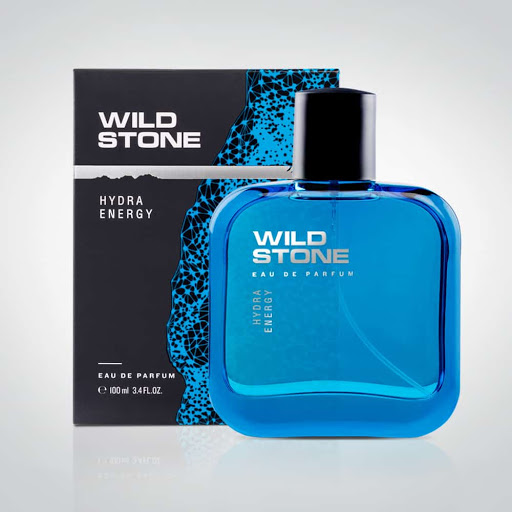 WILD
STONE
HYDRA
ENERGY
EAU DE PARFUM
℮ 100 ml 3.4 FL.OZ.
WILD
STONE
EAU DE PARFUM
HYDRA
ENERGY